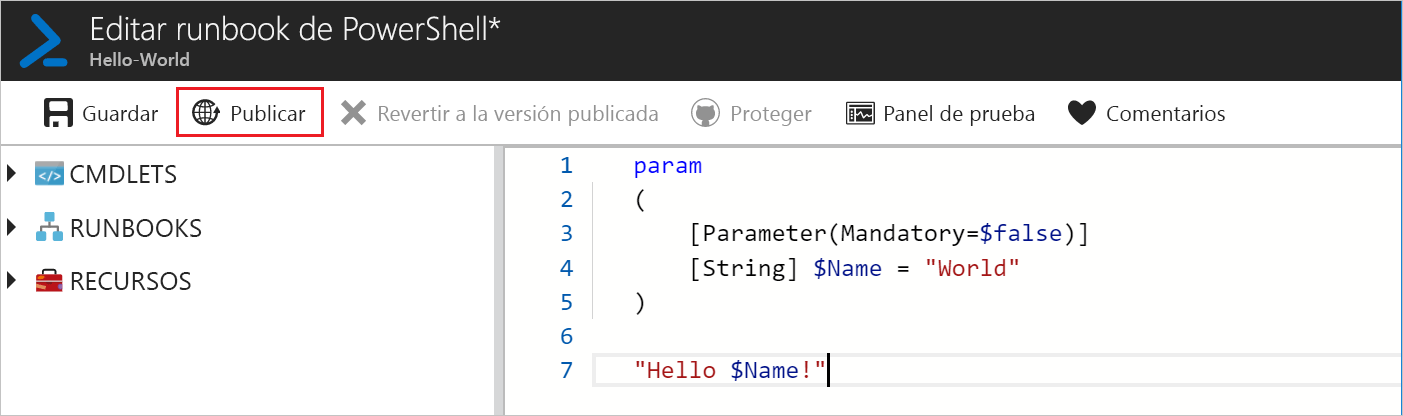 Editar runbook de PowerShell*
Hello-World
Guardar Publicar Revertir a la versión publicada Proteger Panel de prueba Comentarios
CMDLETS
RUNBOOKS
RECURSOS
1 param
2 (
3     [Parameter(Mandatory=$false)]
4     [String] $Name = "World"
5 )
6
7 "Hello $Name!"